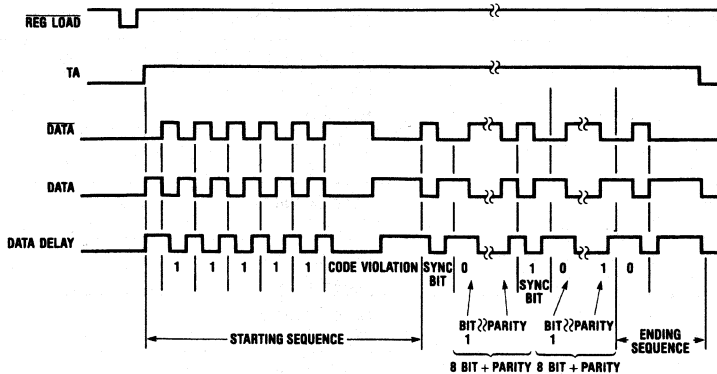 REG LOAD
TA
DATA
DATA
DATA DELAY
1 1 1 1 1 CODE VIOLATION SYNC BIT 0 1 SYNC BIT 0 1 0
BIT 1 PARITY BIT 1 PARITY
STARTING SEQUENCE
ENDING SEQUENCE
8 BIT + PARITY 8 BIT + PARITY